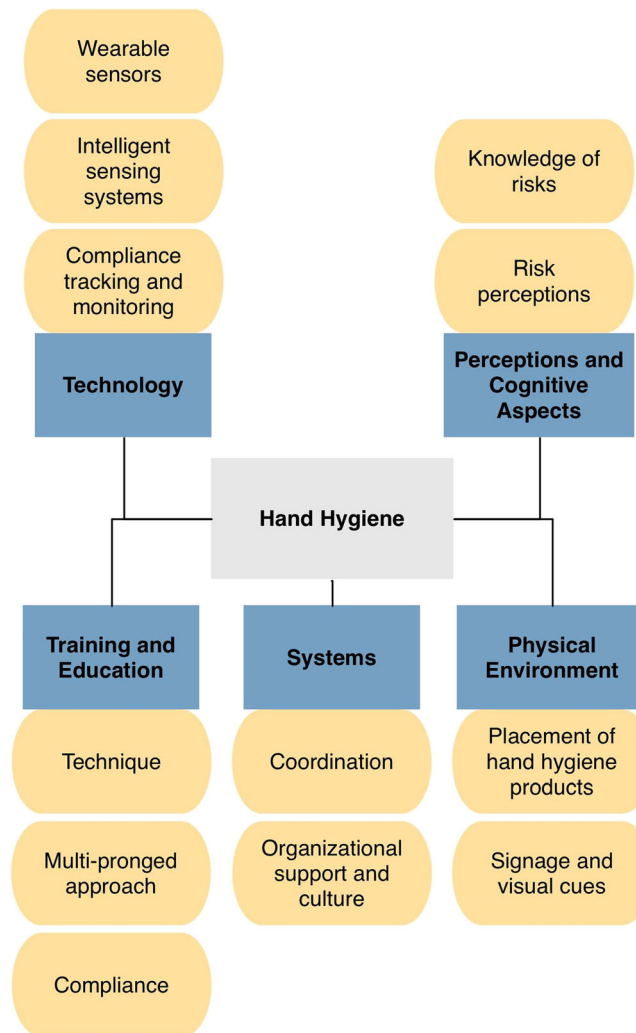 Wearable
sensors
Intelligent
sensing
systems
Compliance
tracking and
monitoring
Technology
Knowledge of
risks
Risk
perceptions
Perceptions and
Cognitive
Aspects
Hand Hygiene
Training and
Education
Technique
Multi-pronged
approach
Compliance
Systems
Coordination
Organizational
support and
culture
Physical
Environment
Placement of
hand hygiene
products
Signage and
visual cues